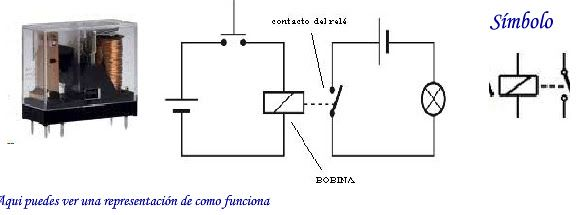 contacto del relé
Símbolo
BOBINA
Aqui puedes ver una representación de como funciona